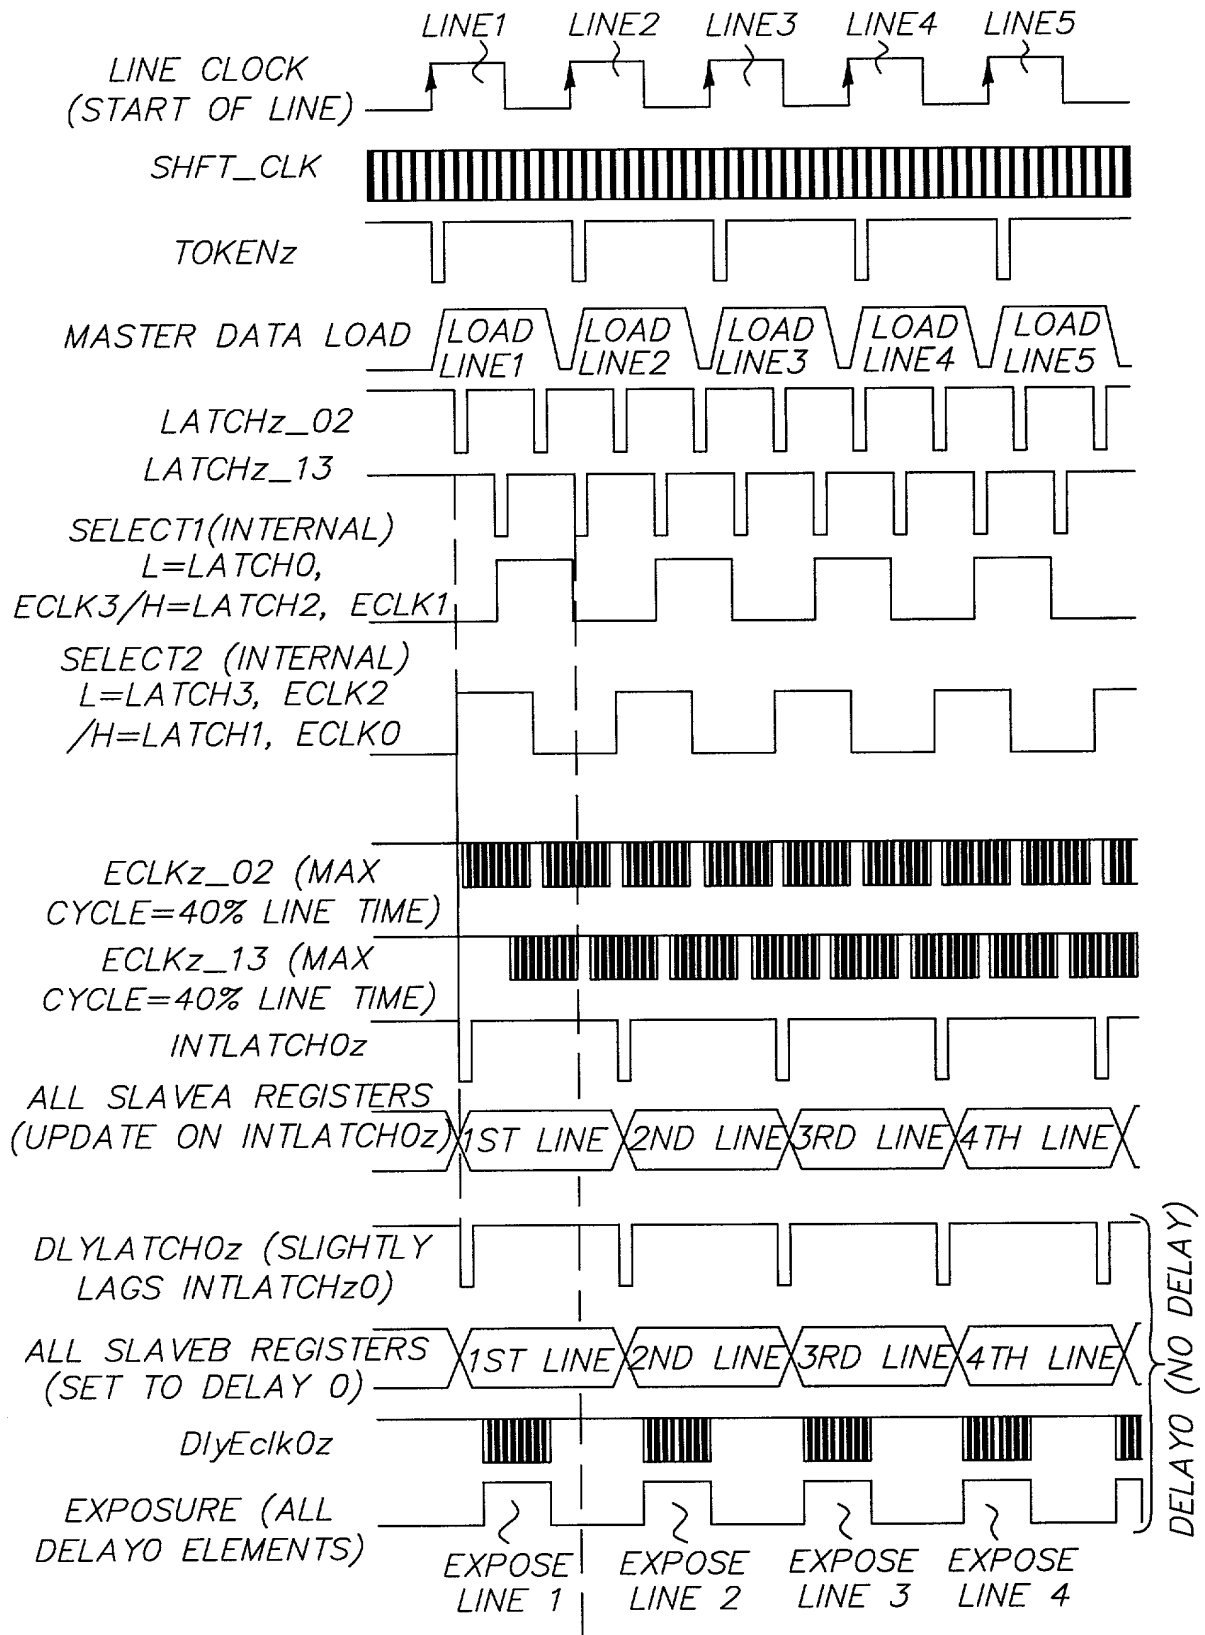 LINE1 LINE2 LINE3 LINE4 LINE5
LINE CLOCK
(START OF LINE)
SHFT_CLK
TOKENz
MASTER DATA LOAD
LOAD LINE1
LOAD LINE2
LOAD LINE3
LOAD LINE4
LOAD LINE5
LATCHz_02
LATCHz_13
SELECT1(INTERNAL)
L=LATCH0,
ECLK3/H=LATCH2, ECLK1
SELECT2 (INTERNAL)
L=LATCH3, ECLK2
/H=LATCH1, ECLK0
ECLKz_02 (MAX
CYCLE=40% LINE TIME)
ECLKz_13 (MAX
CYCLE=40% LINE TIME)
INTLATCH0z
ALL SLAVEA REGISTERS
(UPDATE ON INTLATCH0z)
1ST LINE 2ND LINE 3RD LINE 4TH LINE
DLYLATCH0z (SLIGHTLY
LAGS INTLATCHz0)
ALL SLAVEB REGISTERS
(SET TO DELAY 0)
1ST LINE 2ND LINE 3RD LINE 4TH LINE
DlyEclk0z
EXPOSURE (ALL
DELAY0 ELEMENTS)
EXPOSE LINE 1
EXPOSE LINE 2
EXPOSE LINE 3
EXPOSE LINE 4
DELAY0 (NO DELAY)